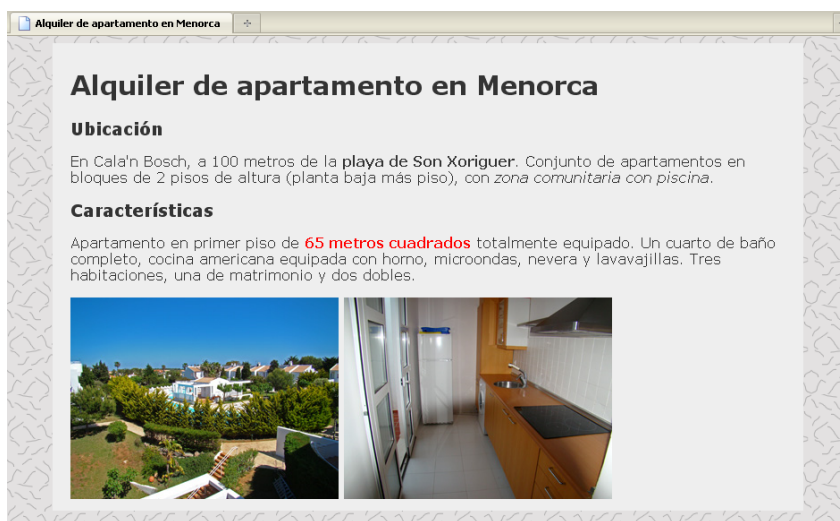 Alquiler de apartamento en Menorca
Alquiler de apartamento en Menorca
Ubicación
En Cala'n Bosch, a 100 metros de la playa de Son Xoriguer. Conjunto de apartamentos en
bloques de 2 pisos de altura (planta baja más piso), con zona comunitaria con piscina.
Características
Apartamento en primer piso de 65 metros cuadrados totalmente equipado. Un cuarto de baño
completo, cocina americana equipada con horno, microondas, nevera y lavavajillas. Tres
habitaciones, una de matrimonio y dos dobles.